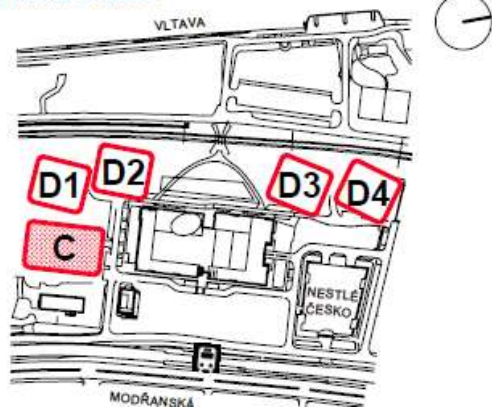 VLTAVA
D1 D2 D3 D4
C
NESTLÉ
ČESKO
MODŘANSKÁ